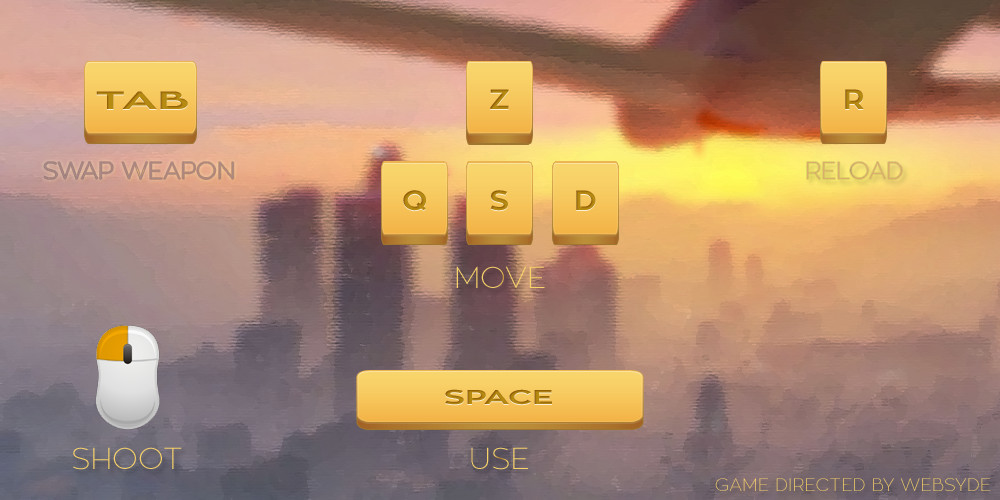 TAB
SWAP WEAPON
Z
Q S D
MOVE
R
RELOAD
SHOOT
SPACE
USE
GAME DIRECTED BY WEBSYDE